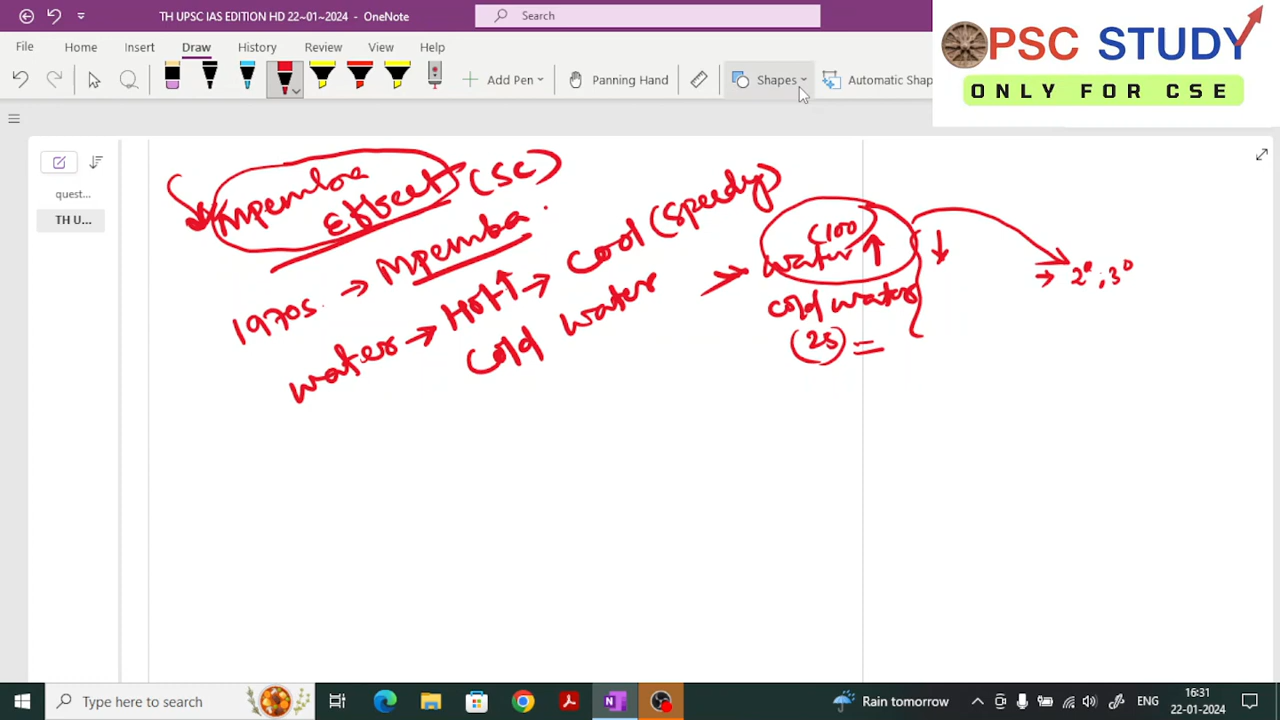 TH UPSC IAS EDITION HD 22~01~2024 - OneNote
Search
PSC STUDY
ONLY FOR CSE
File Home Insert Draw History Review View Help
Add Pen Panning Hand Shapes Automatic Shap
quest...
TH U...
Mpemba
Effect (SC)
1970s. → Mpemba.
water → Hot↑ → Cool (speedy)
cold water
(100
water ↑
cold water
(25) =
↓
→ 2°, 3°
Type here to search
Rain tomorrow
ENG
16:31
22-01-2024